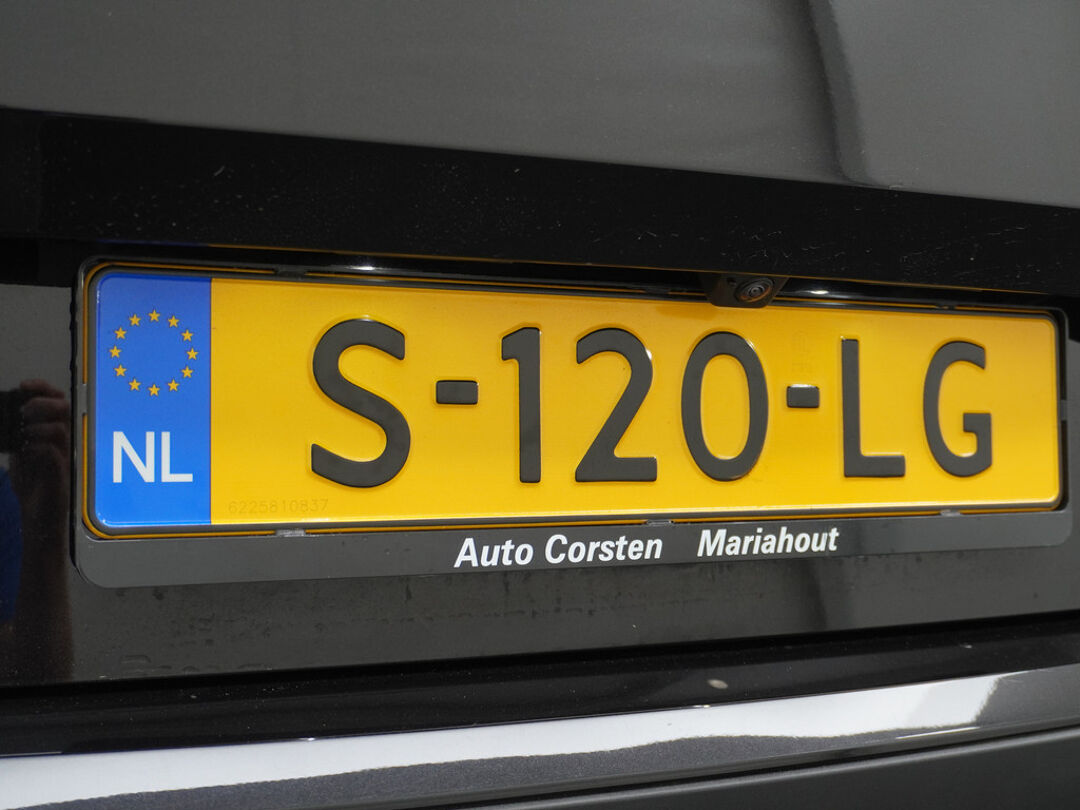 S-120-LG
NL
6225810837
Auto Corsten Mariahout